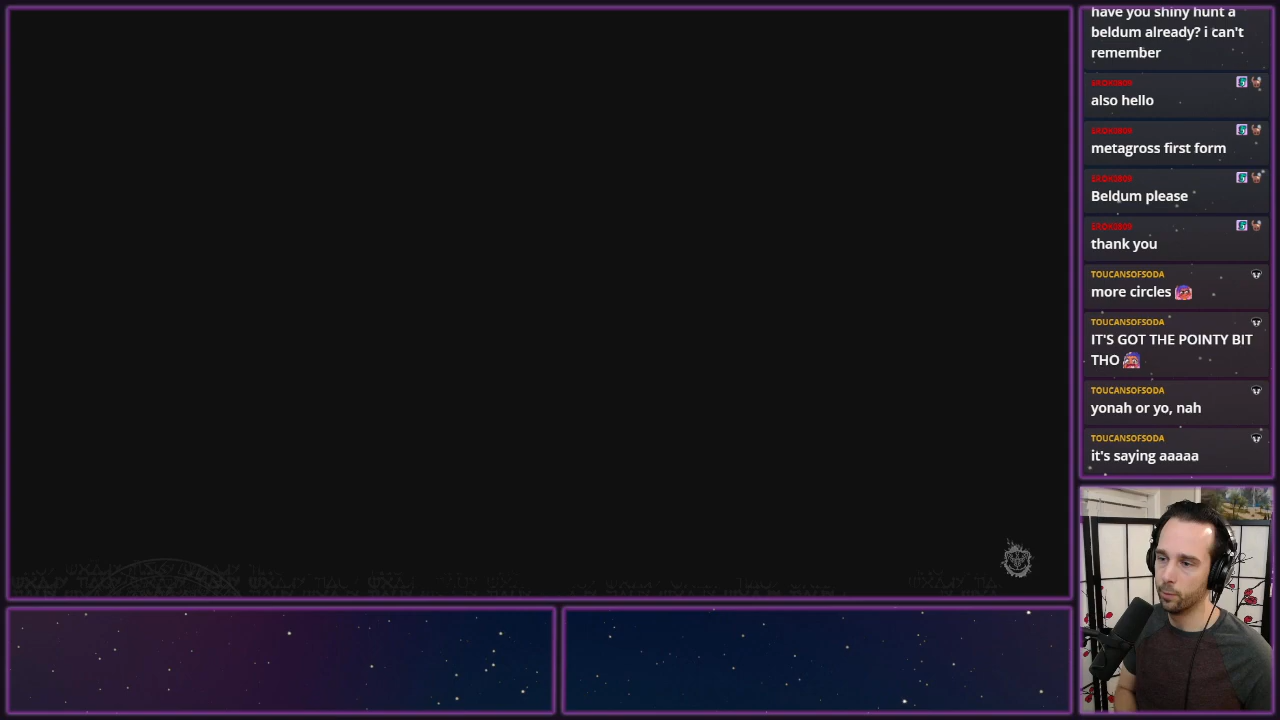 have you shiny hunt a
beldum already? i can't
remember
also hello
metagross first form
Beldum please
thank you
TOUCANSOFSODA
more circles
TOUCANSOFSODA
IT'S GOT THE POINTY BIT
THO
TOUCANSOFSODA
yonah or yo, nah
TOUCANSOFSODA
it's saying aaaaa